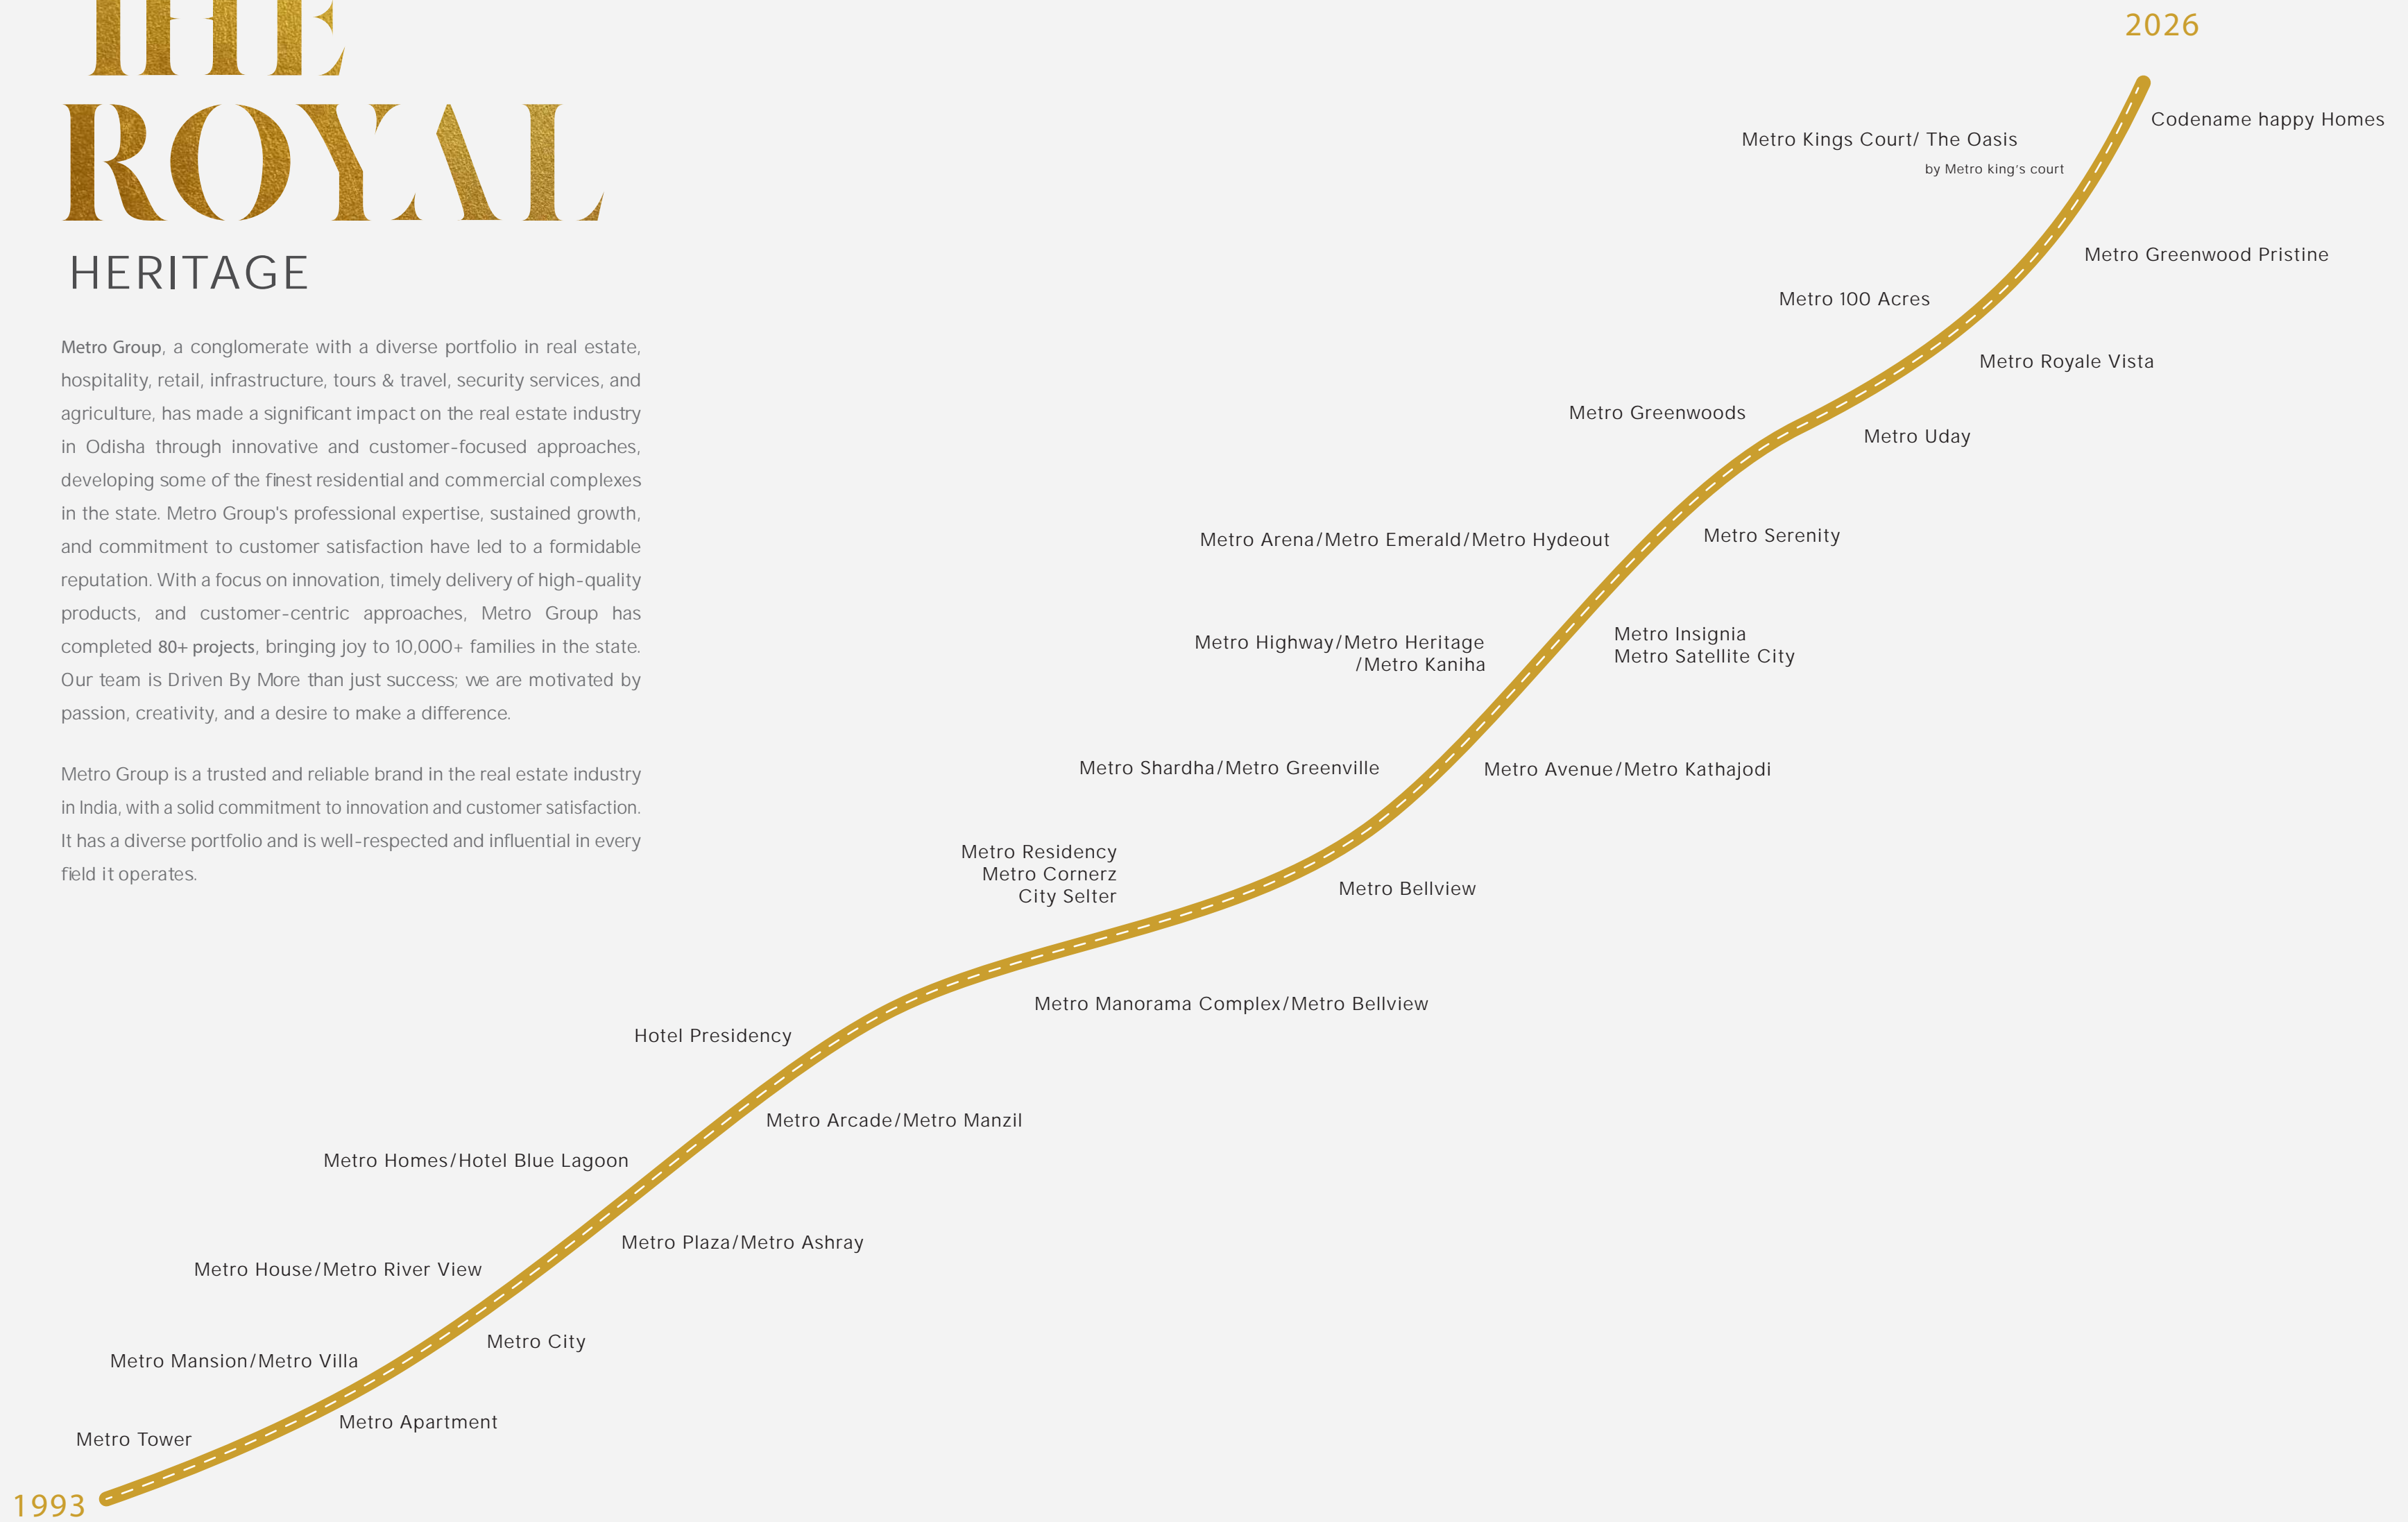 THE
ROYAL
HERITAGE
Metro Group, a conglomerate with a diverse portfolio in real estate,
hospitality, retail, infrastructure, tours & travel, security services, and
agriculture, has made a significant impact on the real estate industry
in Odisha through innovative and customer-focused approaches,
developing some of the finest residential and commercial complexes
in the state. Metro Group's professional expertise, sustained growth,
and commitment to customer satisfaction have led to a formidable
reputation. With a focus on innovation, timely delivery of high-quality
products, and customer-centric approaches, Metro Group has
completed 80+ projects, bringing joy to 10,000+ families in the state.
Our team is Driven By More than just success; we are motivated by
passion, creativity, and a desire to make a difference.
Metro Group is a trusted and reliable brand in the real estate industry
in India, with a solid commitment to innovation and customer satisfaction.
It has a diverse portfolio and is well-respected and influential in every
field it operates.
2026
Codename happy Homes
Metro Kings Court/ The Oasis
by Metro king's court
Metro Greenwood Pristine
Metro 100 Acres
Metro Royale Vista
Metro Greenwoods
Metro Uday
Metro Arena/Metro Emerald/Metro Hydeout
Metro Serenity
Metro Highway/Metro Heritage
/Metro Kaniha
Metro Insignia
Metro Satellite City
Metro Shardha/Metro Greenville
Metro Avenue/Metro Kathajodi
Metro Residency
Metro Cornerz
City Selter
Metro Bellview
Metro Manorama Complex/Metro Bellview
Hotel Presidency
Metro Arcade/Metro Manzil
Metro Homes/Hotel Blue Lagoon
Metro Plaza/Metro Ashray
Metro House/Metro River View
Metro City
Metro Mansion/Metro Villa
Metro Apartment
Metro Tower
1993